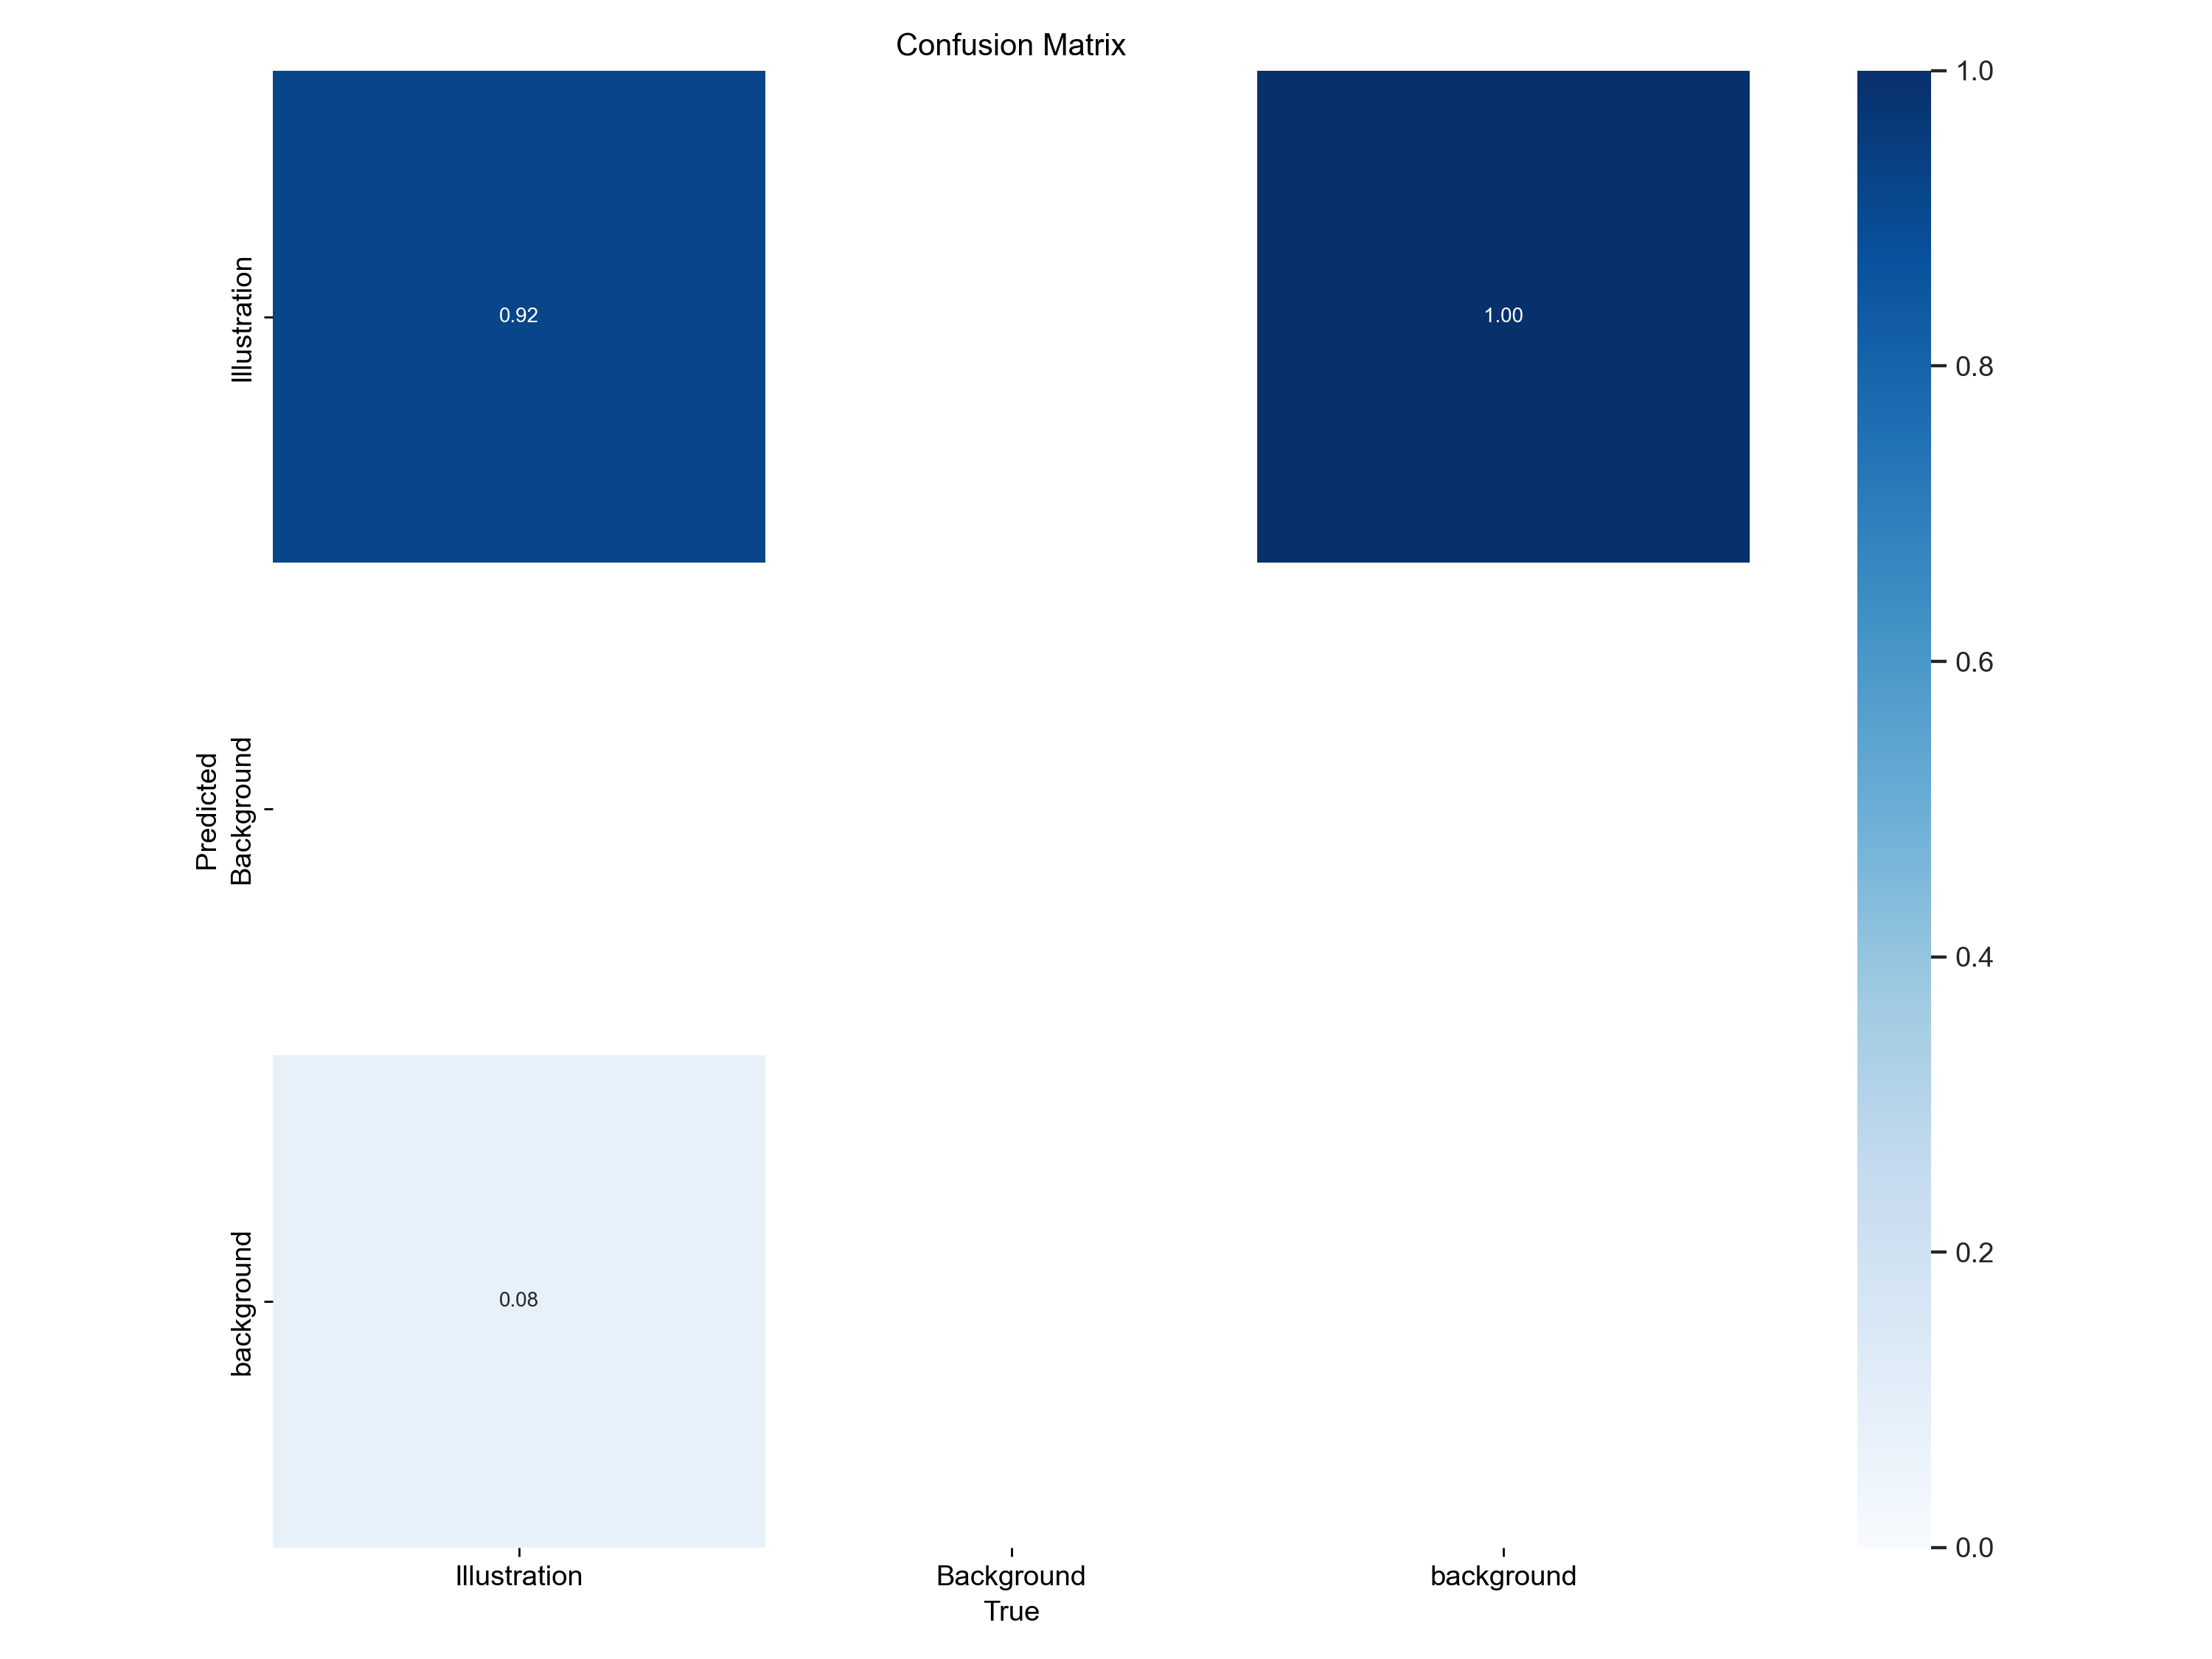 Confusion Matrix
Illustration
Predicted
Background
background
0.92
1.00
0.08
Illustration
Background
background
True
1.0
0.8
0.6
0.4
0.2
0.0